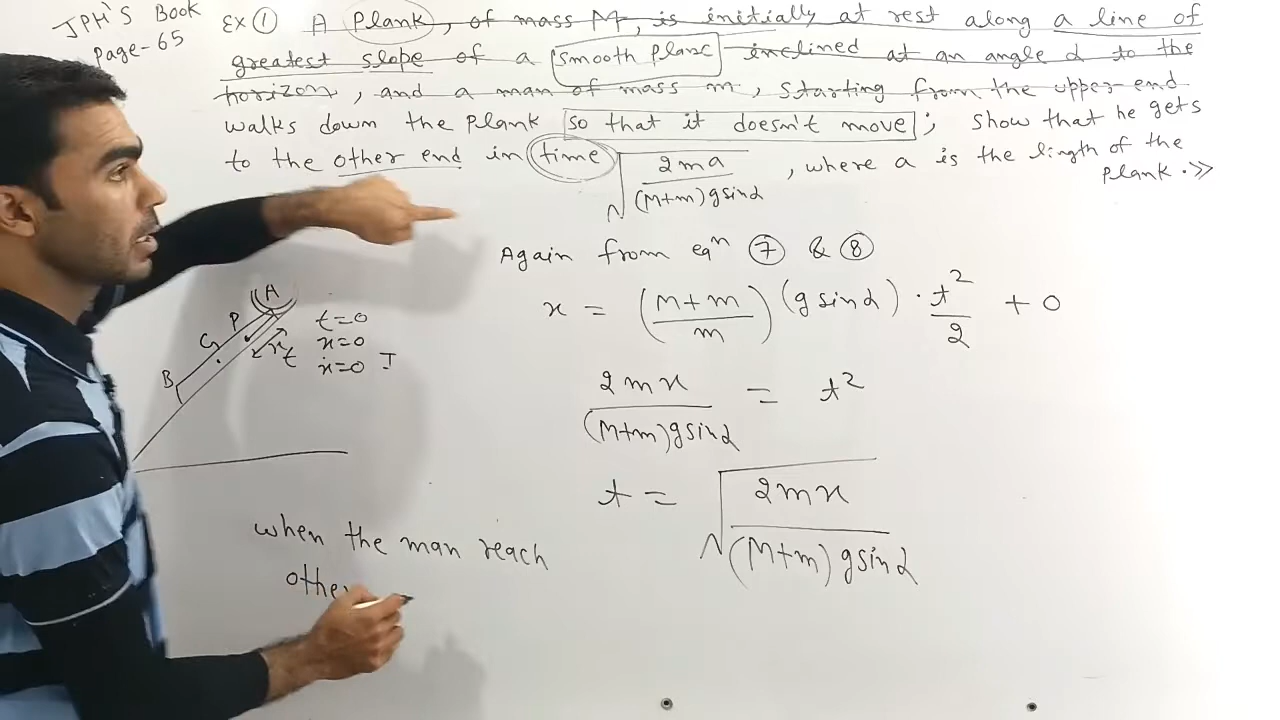 JPH'S Book
Page-65
Ex ① A Plank, of mass M, is initially at rest along a line of
greatest slope of a smooth plane inclined at an angle α to the
horizon, and a man of mass m, starting from the upper end
walks down the plank so that it doesn't move; show that he gets
to the other end in time √(2ma/((M+m)gsinα)), where a is the length of the
plank.>>
Again from eqⁿ ⑦ & ⑧
x = ((M+m)/m)(gsinα)·t²/2 + 0
2mx/((M+m)gsinα) = t²
t = √(2mx/((M+m)gsinα))
A
P
G
B
x
t
t=0
x=0
ẋ=0
when the man reach
other